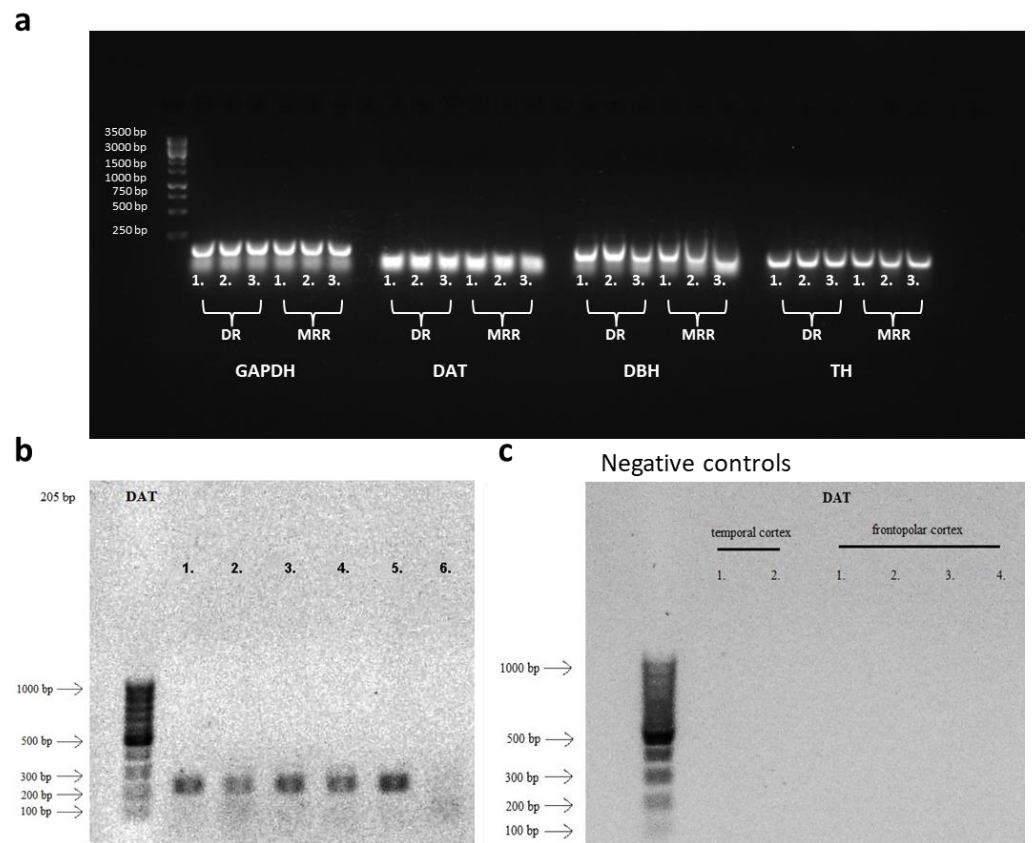 a
3500 bp
3000 bp
1500 bp
1000 bp
750 bp
500 bp
250 bp
1. 2. 3. 1. 2. 3. 1. 2. 3. 1. 2. 3. 1. 2. 3. 1. 2. 3. 1. 2. 3. 1. 2. 3.
DR MRR DR MRR DR MRR DR MRR
GAPDH DAT DBH TH
b
205 bp DAT
1. 2. 3. 4. 5. 6.
1000 bp
500 bp
300 bp
200 bp
100 bp
c
Negative controls
DAT
temporal cortex frontopolar cortex
1. 2. 1. 2. 3. 4.
1000 bp
500 bp
300 bp
200 bp
100 bp